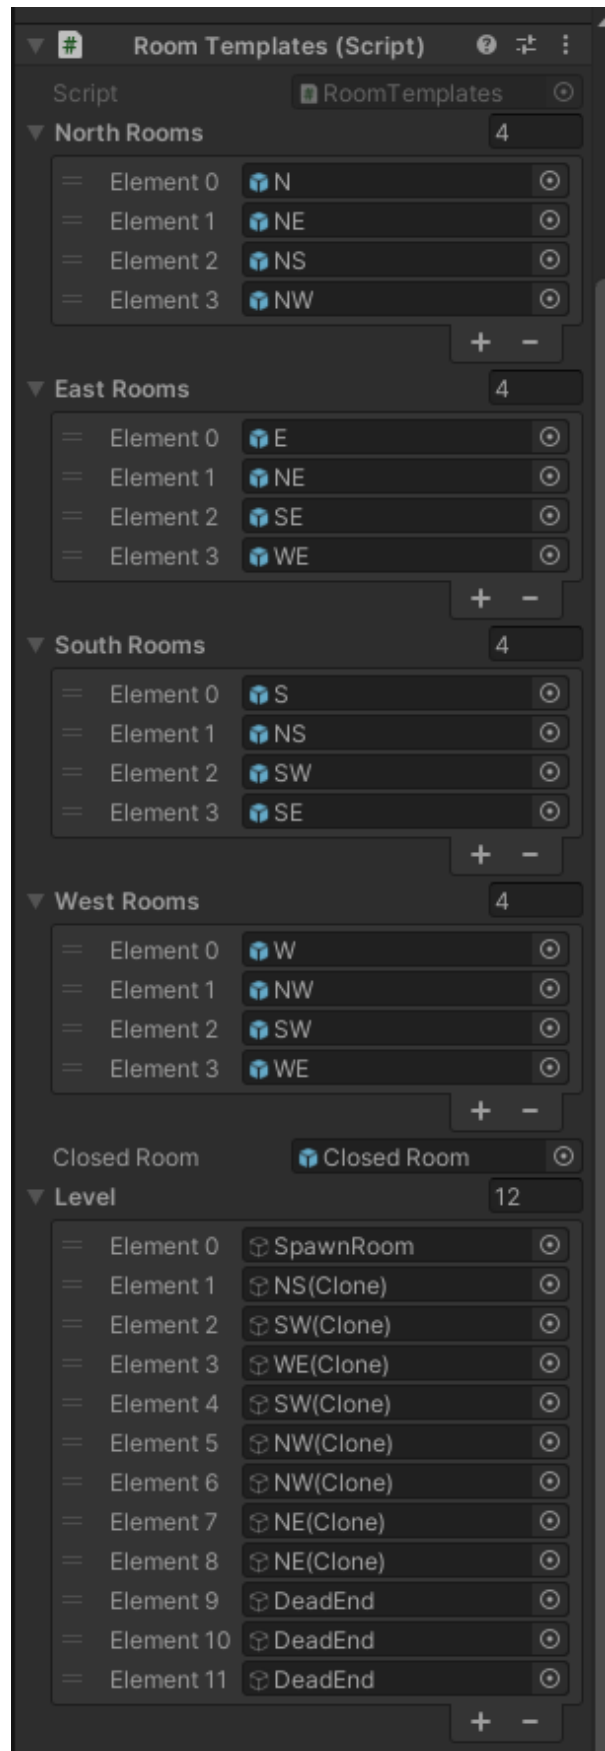 # Room Templates (Script)
Script # RoomTemplates
North Rooms 4
Element 0 N
Element 1 NE
Element 2 NS
Element 3 NW
+ -
East Rooms 4
Element 0 E
Element 1 NE
Element 2 SE
Element 3 WE
+ -
South Rooms 4
Element 0 S
Element 1 NS
Element 2 SW
Element 3 SE
+ -
West Rooms 4
Element 0 W
Element 1 NW
Element 2 SW
Element 3 WE
+ -
Closed Room Closed Room
Level 12
Element 0 SpawnRoom
Element 1 NS(Clone)
Element 2 SW(Clone)
Element 3 WE(Clone)
Element 4 SW(Clone)
Element 5 NW(Clone)
Element 6 NW(Clone)
Element 7 NE(Clone)
Element 8 NE(Clone)
Element 9 DeadEnd
Element 10 DeadEnd
Element 11 DeadEnd
+ -